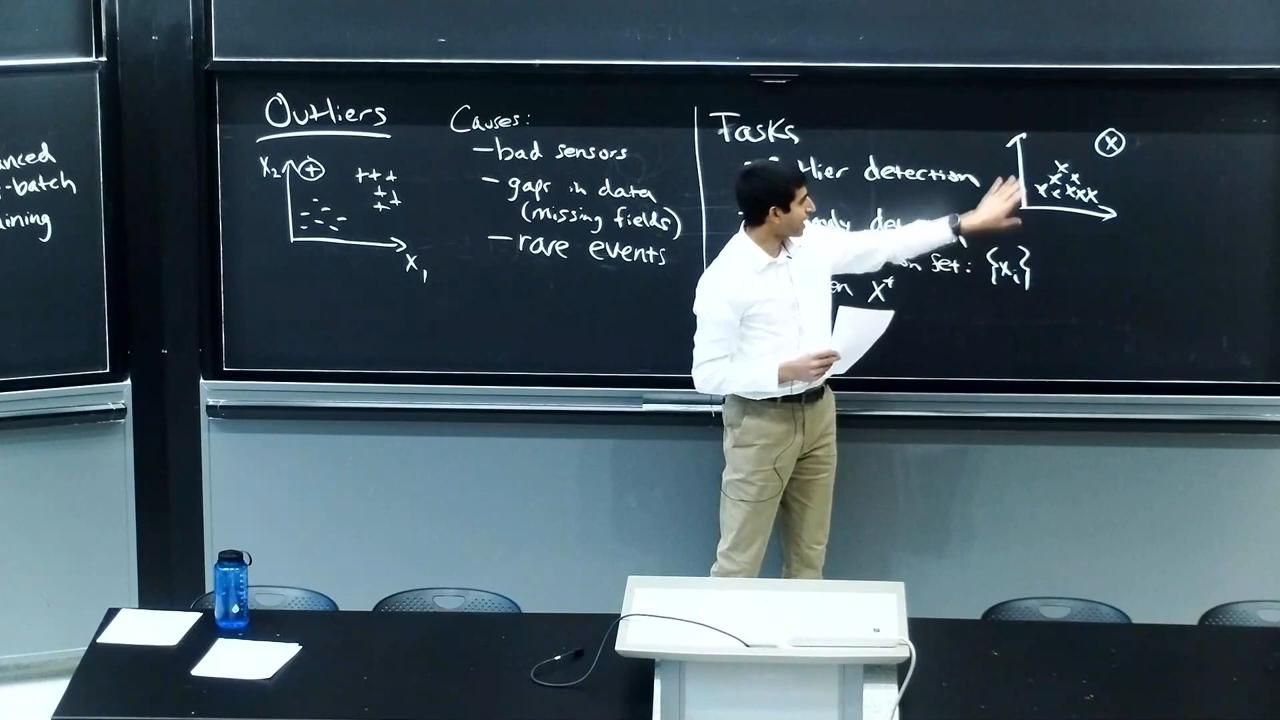 anced
-batch
ining
Outliers
X₂
+
+++
++
++
X₁
Causes:
- bad sensors
- gaps in data
(missing fields)
- rare events
Tasks
lier detection
set: {xᵢ}
X*
x